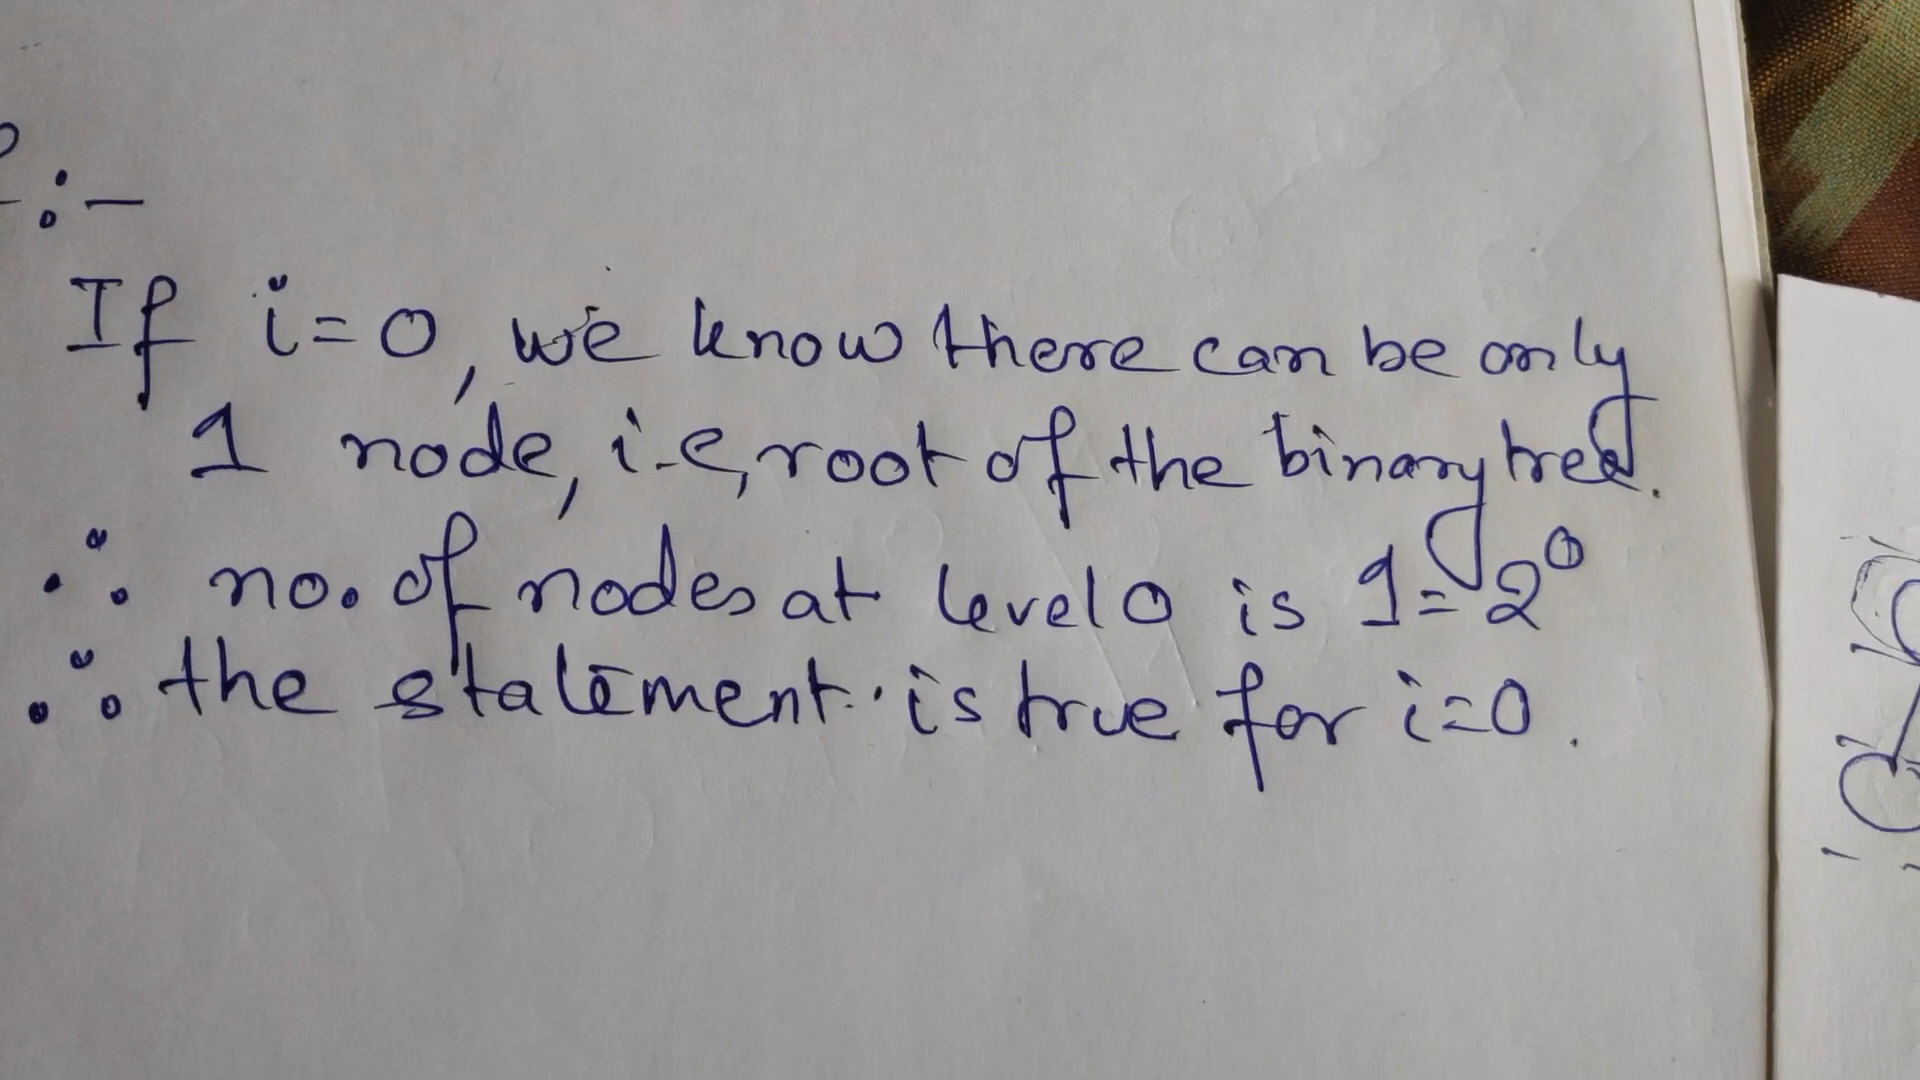 :-
If i=0, we know there can be only
1 node, i.e, root of the binary tree.
∴ no. of nodes at level 0 is 1=2⁰
∴ the statement is true for i=0.